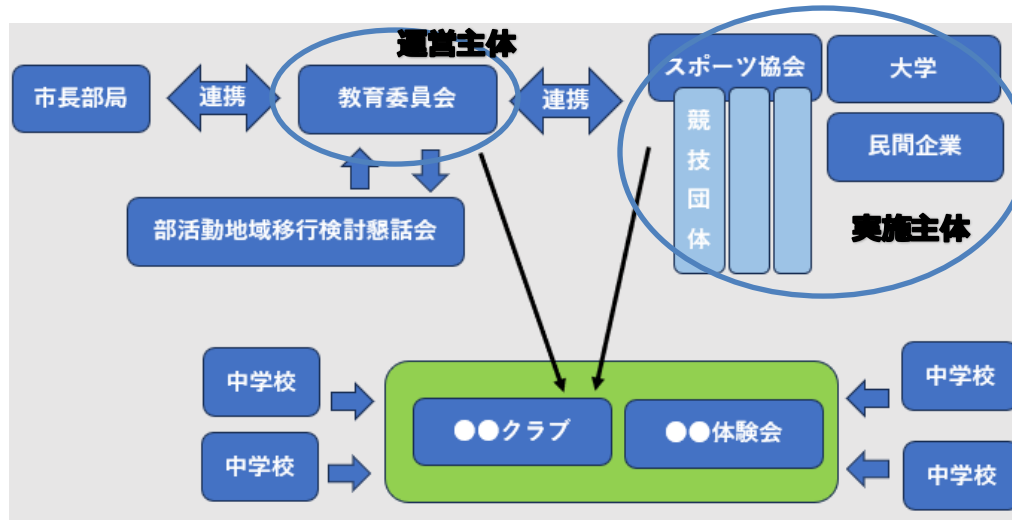 運営主体
市長部局
連携
教育委員会
連携
スポーツ協会
大学
競技団体
民間企業
実施主体
部活動地域移行検討懇話会
中学校
中学校
●●クラブ
●●体験会
中学校
中学校